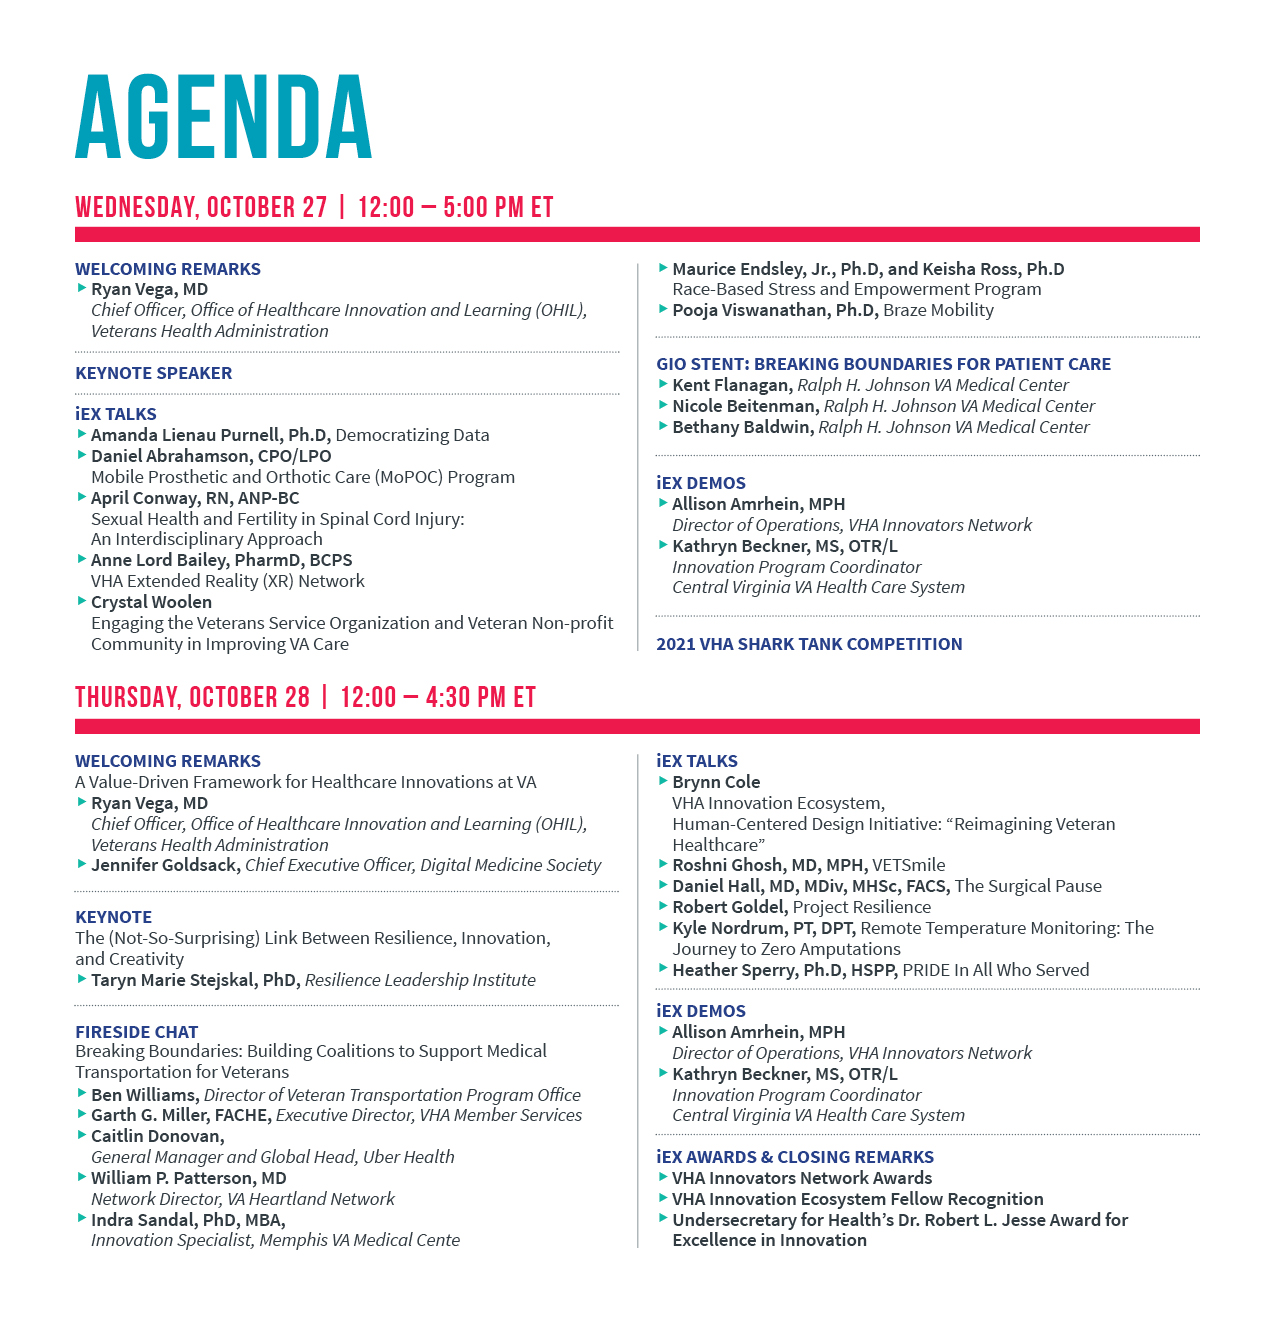 AGENDA
WEDNESDAY, OCTOBER 27 | 12:00 – 5:00 PM ET
WELCOMING REMARKS
Ryan Vega, MD
Chief Officer, Office of Healthcare Innovation and Learning (OHIL),
Veterans Health Administration
KEYNOTE SPEAKER
iEX TALKS
Amanda Lienau Purnell, Ph.D, Democratizing Data
Daniel Abrahamson, CPO/LPO
Mobile Prosthetic and Orthotic Care (MoPOC) Program
April Conway, RN, ANP-BC
Sexual Health and Fertility in Spinal Cord Injury:
An Interdisciplinary Approach
Anne Lord Bailey, PharmD, BCPS
VHA Extended Reality (XR) Network
Crystal Woolen
Engaging the Veterans Service Organization and Veteran Non-profit
Community in Improving VA Care
Maurice Endsley, Jr., Ph.D, and Keisha Ross, Ph.D
Race-Based Stress and Empowerment Program
Pooja Viswanathan, Ph.D, Braze Mobility
GIO STENT: BREAKING BOUNDARIES FOR PATIENT CARE
Kent Flanagan, Ralph H. Johnson VA Medical Center
Nicole Beitenman, Ralph H. Johnson VA Medical Center
Bethany Baldwin, Ralph H. Johnson VA Medical Center
iEX DEMOS
Allison Amrhein, MPH
Director of Operations, VHA Innovators Network
Kathryn Beckner, MS, OTR/L
Innovation Program Coordinator
Central Virginia VA Health Care System
2021 VHA SHARK TANK COMPETITION
THURSDAY, OCTOBER 28 | 12:00 – 4:30 PM ET
WELCOMING REMARKS
A Value-Driven Framework for Healthcare Innovations at VA
Ryan Vega, MD
Chief Officer, Office of Healthcare Innovation and Learning (OHIL),
Veterans Health Administration
Jennifer Goldsack, Chief Executive Officer, Digital Medicine Society
KEYNOTE
The (Not-So-Surprising) Link Between Resilience, Innovation,
and Creativity
Taryn Marie Stejskal, PhD, Resilience Leadership Institute
FIRESIDE CHAT
Breaking Boundaries: Building Coalitions to Support Medical
Transportation for Veterans
Ben Williams, Director of Veteran Transportation Program Office
Garth G. Miller, FACHE, Executive Director, VHA Member Services
Caitlin Donovan,
General Manager and Global Head, Uber Health
William P. Patterson, MD
Network Director, VA Heartland Network
Indra Sandal, PhD, MBA,
Innovation Specialist, Memphis VA Medical Cente
iEX TALKS
Brynn Cole
VHA Innovation Ecosystem,
Human-Centered Design Initiative: “Reimagining Veteran
Healthcare”
Roshni Ghosh, MD, MPH, VETSmile
Daniel Hall, MD, MDiv, MHSc, FACS, The Surgical Pause
Robert Goldel, Project Resilience
Kyle Nordrum, PT, DPT, Remote Temperature Monitoring: The
Journey to Zero Amputations
Heather Sperry, Ph.D, HSPP, PRIDE In All Who Served
iEX DEMOS
Allison Amrhein, MPH
Director of Operations, VHA Innovators Network
Kathryn Beckner, MS, OTR/L
Innovation Program Coordinator
Central Virginia VA Health Care System
iEX AWARDS & CLOSING REMARKS
VHA Innovators Network Awards
VHA Innovation Ecosystem Fellow Recognition
Undersecretary for Health’s Dr. Robert L. Jesse Award for
Excellence in Innovation